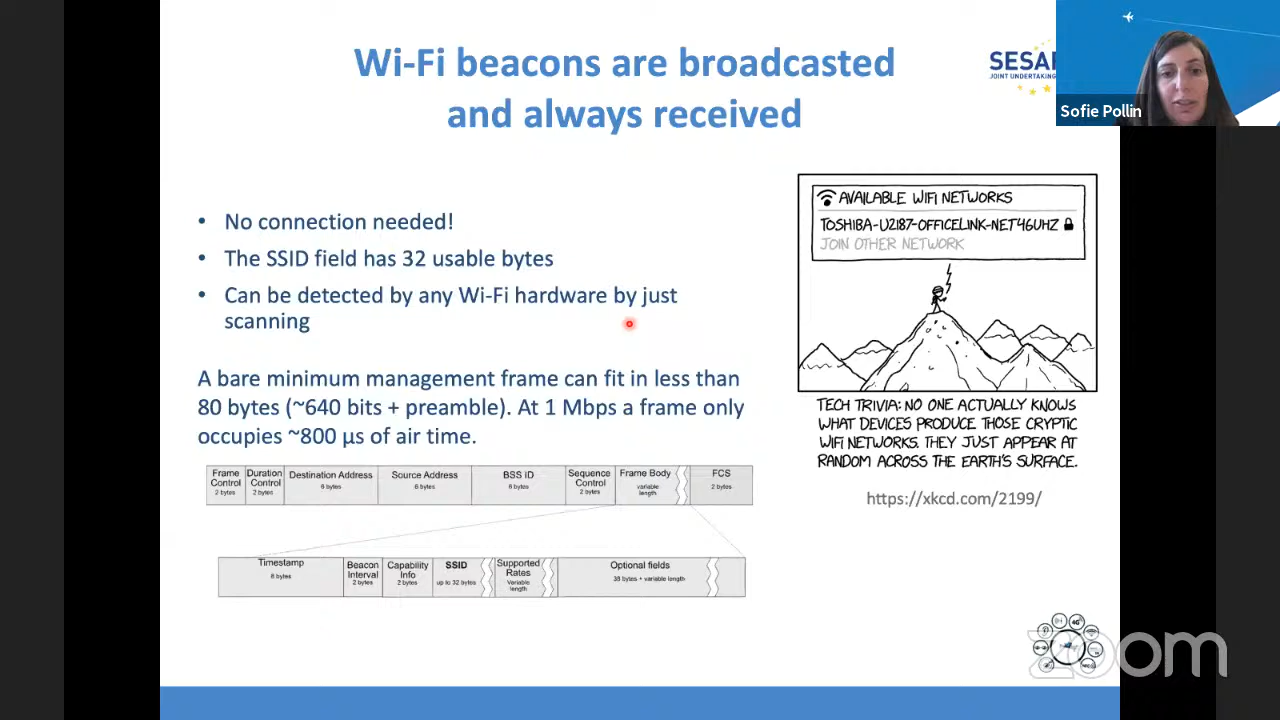 Wi-Fi beacons are broadcasted
and always received
SESAR
JOINT UNDERTAKING
Sofie Pollin
• No connection needed!
• The SSID field has 32 usable bytes
• Can be detected by any Wi-Fi hardware by just
scanning
A bare minimum management frame can fit in less than
80 bytes (~640 bits + preamble). At 1 Mbps a frame only
occupies ~800 µs of air time.
Frame Control 2 bytes
Duration Control 2 bytes
Destination Address 6 bytes
Source Address 6 bytes
BSS ID 6 bytes
Sequence Control 2 bytes
Frame Body variable length
FCS 2 bytes
Timestamp 8 bytes
Beacon Interval 2 bytes
Capability Info 2 bytes
SSID up to 32 bytes
Supported Rates Variable length
Optional fields 38 bytes + variable length
AVAILABLE WIFI NETWORKS
TOSHIBA-U2187-OFFICELINK-NET46UHZ
JOIN OTHER NETWORK
TECH TRIVIA: NO ONE ACTUALLY KNOWS
WHAT DEVICES PRODUCE THOSE CRYPTIC
WIFI NETWORKS. THEY JUST APPEAR AT
RANDOM ACROSS THE EARTH'S SURFACE.
https://xkcd.com/2199/
4G
zoom